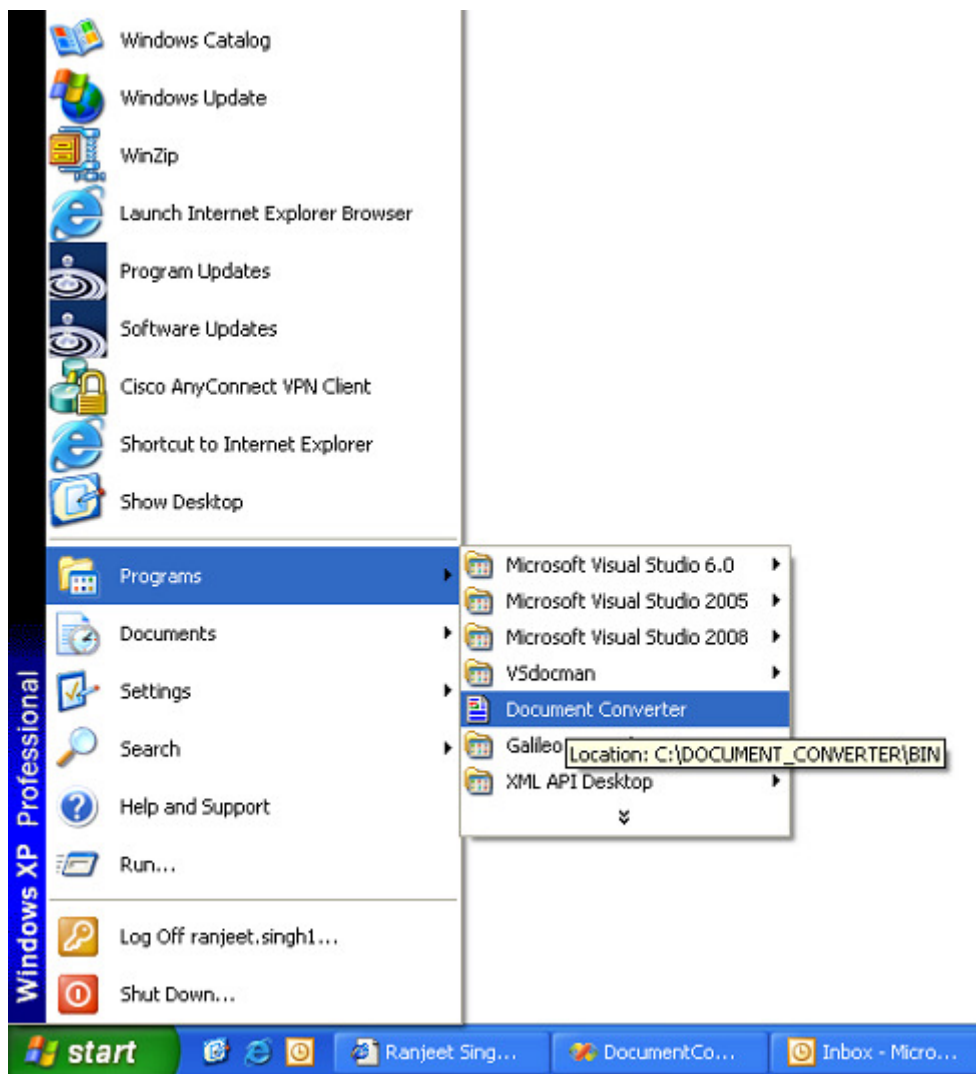 Windows Catalog
Windows Update
WinZip
Launch Internet Explorer Browser
Program Updates
Software Updates
Cisco AnyConnect VPN Client
Shortcut to Internet Explorer
Show Desktop
Programs
Documents
Settings
Search
Help and Support
Run...
Log Off ranjeet.singh1...
Shut Down...
Windows XP Professional
Microsoft Visual Studio 6.0
Microsoft Visual Studio 2005
Microsoft Visual Studio 2008
VSdocman
Document Converter
Galileo
Location: C:\DOCUMENT_CONVERTER\BIN
XML API Desktop
start
Ranjeet Sing...
DocumentCo...
Inbox - Micro...